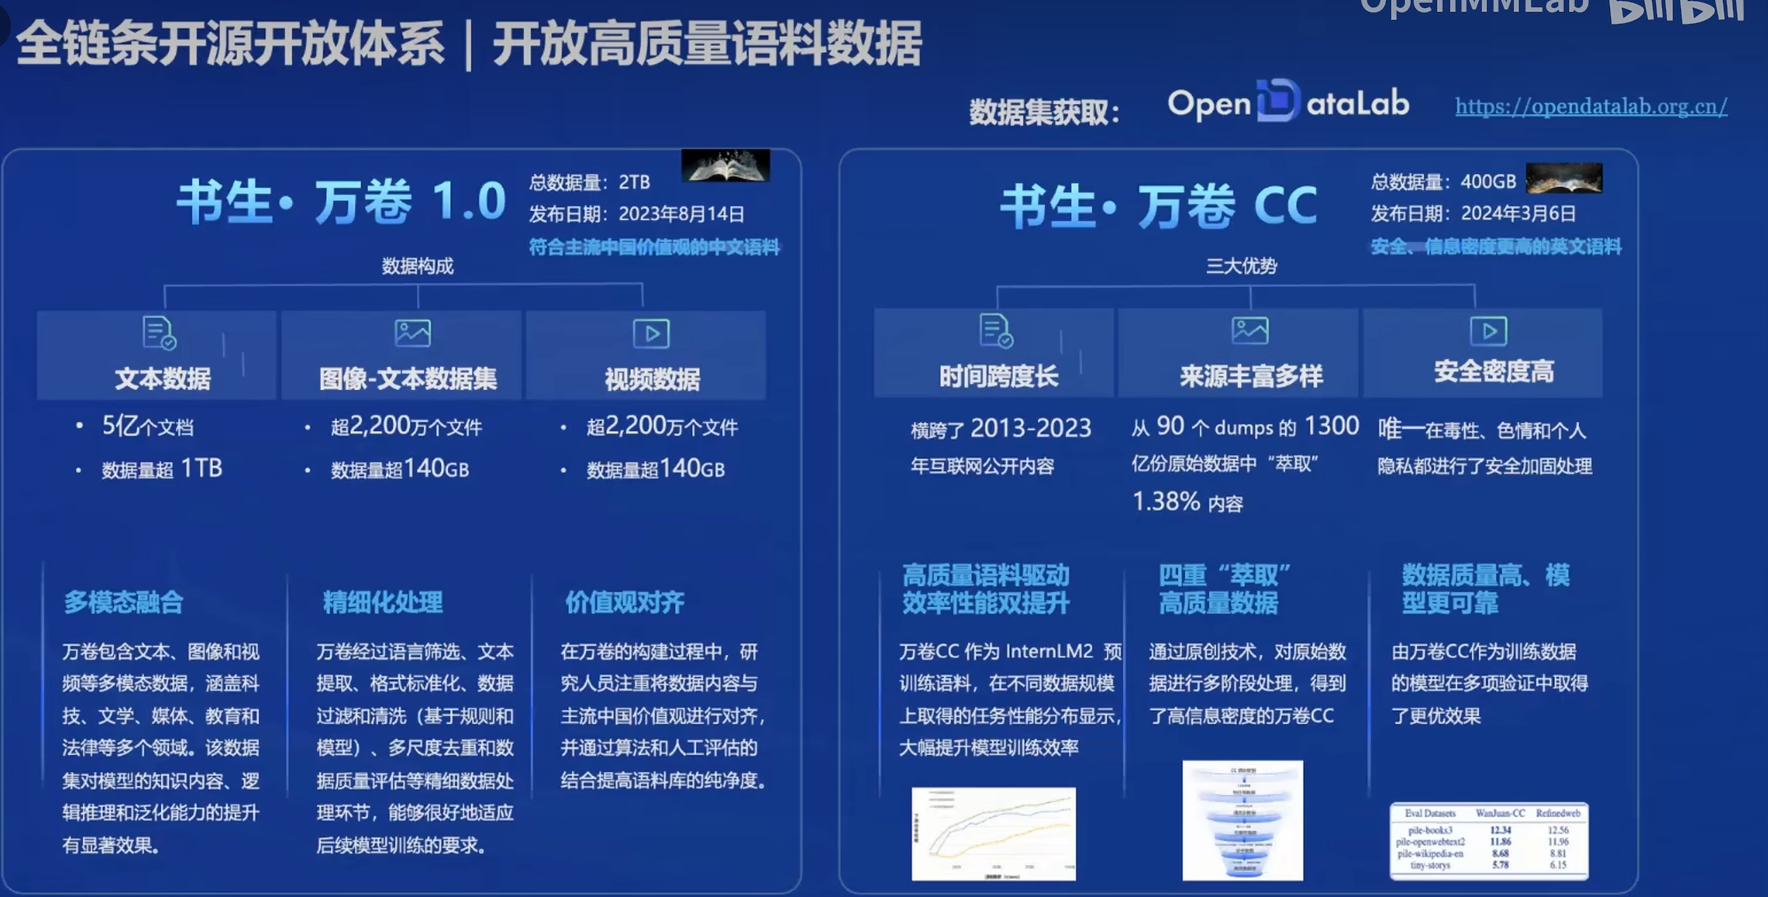 OpenMMLab bilibili
全链条开源开放体系｜开放高质量语料数据
数据集获取：
OpenDataLab
https://opendatalab.org.cn/
书生·万卷 1.0
总数据量：2TB
发布日期：2023年8月14日
符合主流中国价值观的中文语料
数据构成
文本数据
5亿个文档
数据量超 1TB
图像-文本数据集
超2,200万个文件
数据量超140GB
视频数据
超2,200万个文件
数据量超140GB
多模态融合
万卷包含文本、图像和视
频等多模态数据，涵盖科
技、文学、媒体、教育和
法律等多个领域。该数据
集对模型的知识内容、逻
辑推理和泛化能力的提升
有显著效果。
精细化处理
万卷经过语言筛选、文本
提取、格式标准化、数据
过滤和清洗（基于规则和
模型）、多尺度去重和数
据质量评估等精细数据处
理环节，能够很好地适应
后续模型训练的要求。
价值观对齐
在万卷的构建过程中，研
究人员注重将数据内容与
主流中国价值观进行对齐，
并通过算法和人工评估的
结合提高语料库的纯净度。
书生·万卷 CC
总数据量：400GB
发布日期：2024年3月6日
安全、信息密度更高的英文语料
三大优势
时间跨度长
横跨了 2013-2023
年互联网公开内容
来源丰富多样
从 90 个 dumps 的 1300
亿份原始数据中“萃取”
1.38% 内容
安全密度高
唯一在毒性、色情和个人
隐私都进行了安全加固处理
高质量语料驱动
效率性能双提升
万卷CC 作为 InternLM2 预
训练语料，在不同数据规模
上取得的任务性能分布显示，
大幅提升模型训练效率
四重“萃取”
高质量数据
通过原创技术，对原始数
据进行多阶段处理，得到
了高信息密度的万卷CC
数据质量高、模
型更可靠
由万卷CC作为训练数据
的模型在多项验证中取得
了更优效果
Eval Datasets WanJuan-CC Refinedweb
pile-books3 12.34 12.56
pile-openwebtext2 11.86 11.96
pile-wikipedia-en 8.68 8.81
tiny-storys 5.78 6.15